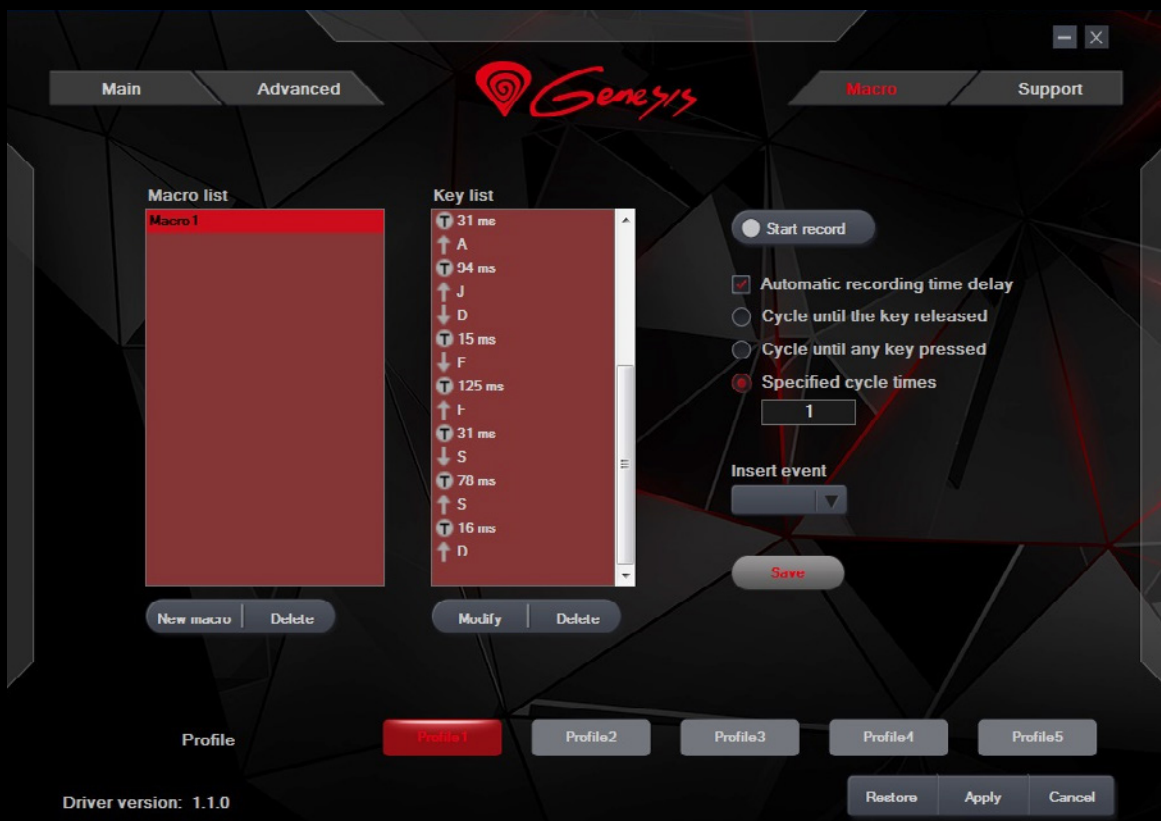 Main
Advanced
Genesis
Macro
Support
Macro list
Macro1
Key list
31 ms
A
94 ms
J
D
15 ms
F
125 ms
F
31 ms
S
78 ms
S
16 ms
D
Start record
Automatic recording time delay
Cycle until the key released
Cycle until any key pressed
Specified cycle times
1
Insert event
Save
New macro
Delete
Modify
Delete
Profile
Profile1
Profile2
Profile3
Profile4
Profile5
Driver version: 1.1.0
Restore
Apply
Cancel